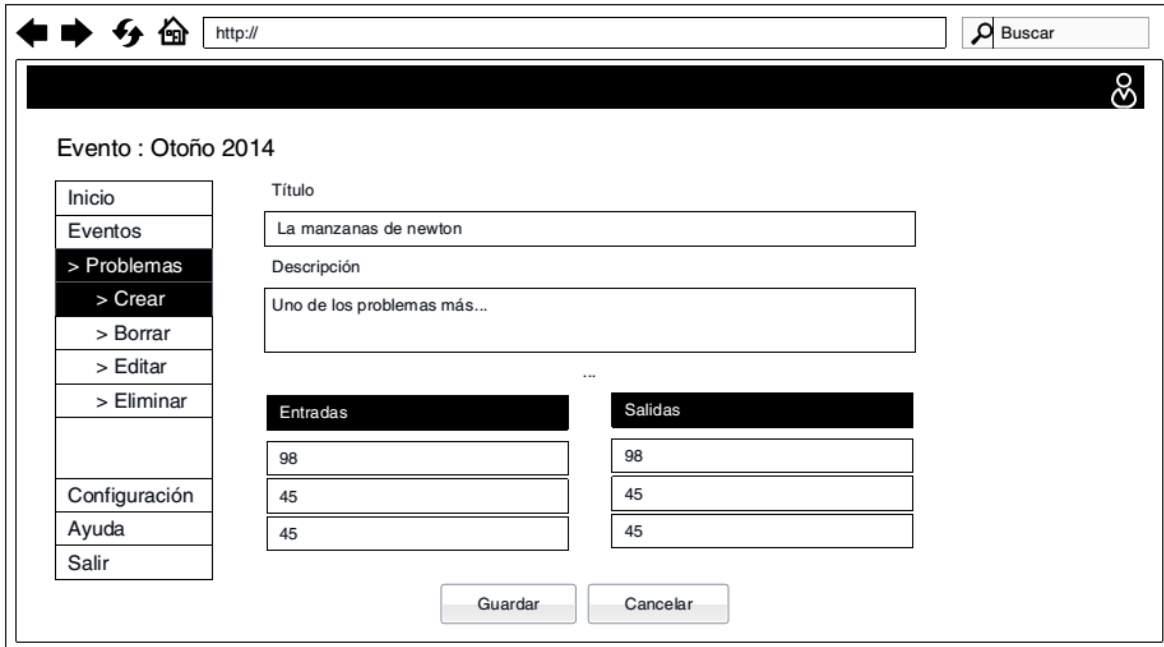 http://
Buscar
Evento : Otoño 2014
Inicio
Eventos
> Problemas
> Crear
> Borrar
> Editar
> Eliminar
Configuración
Ayuda
Salir
Título
La manzanas de newton
Descripción
Uno de los problemas más...
...
Entradas
98
45
45
Salidas
98
45
45
Guardar
Cancelar